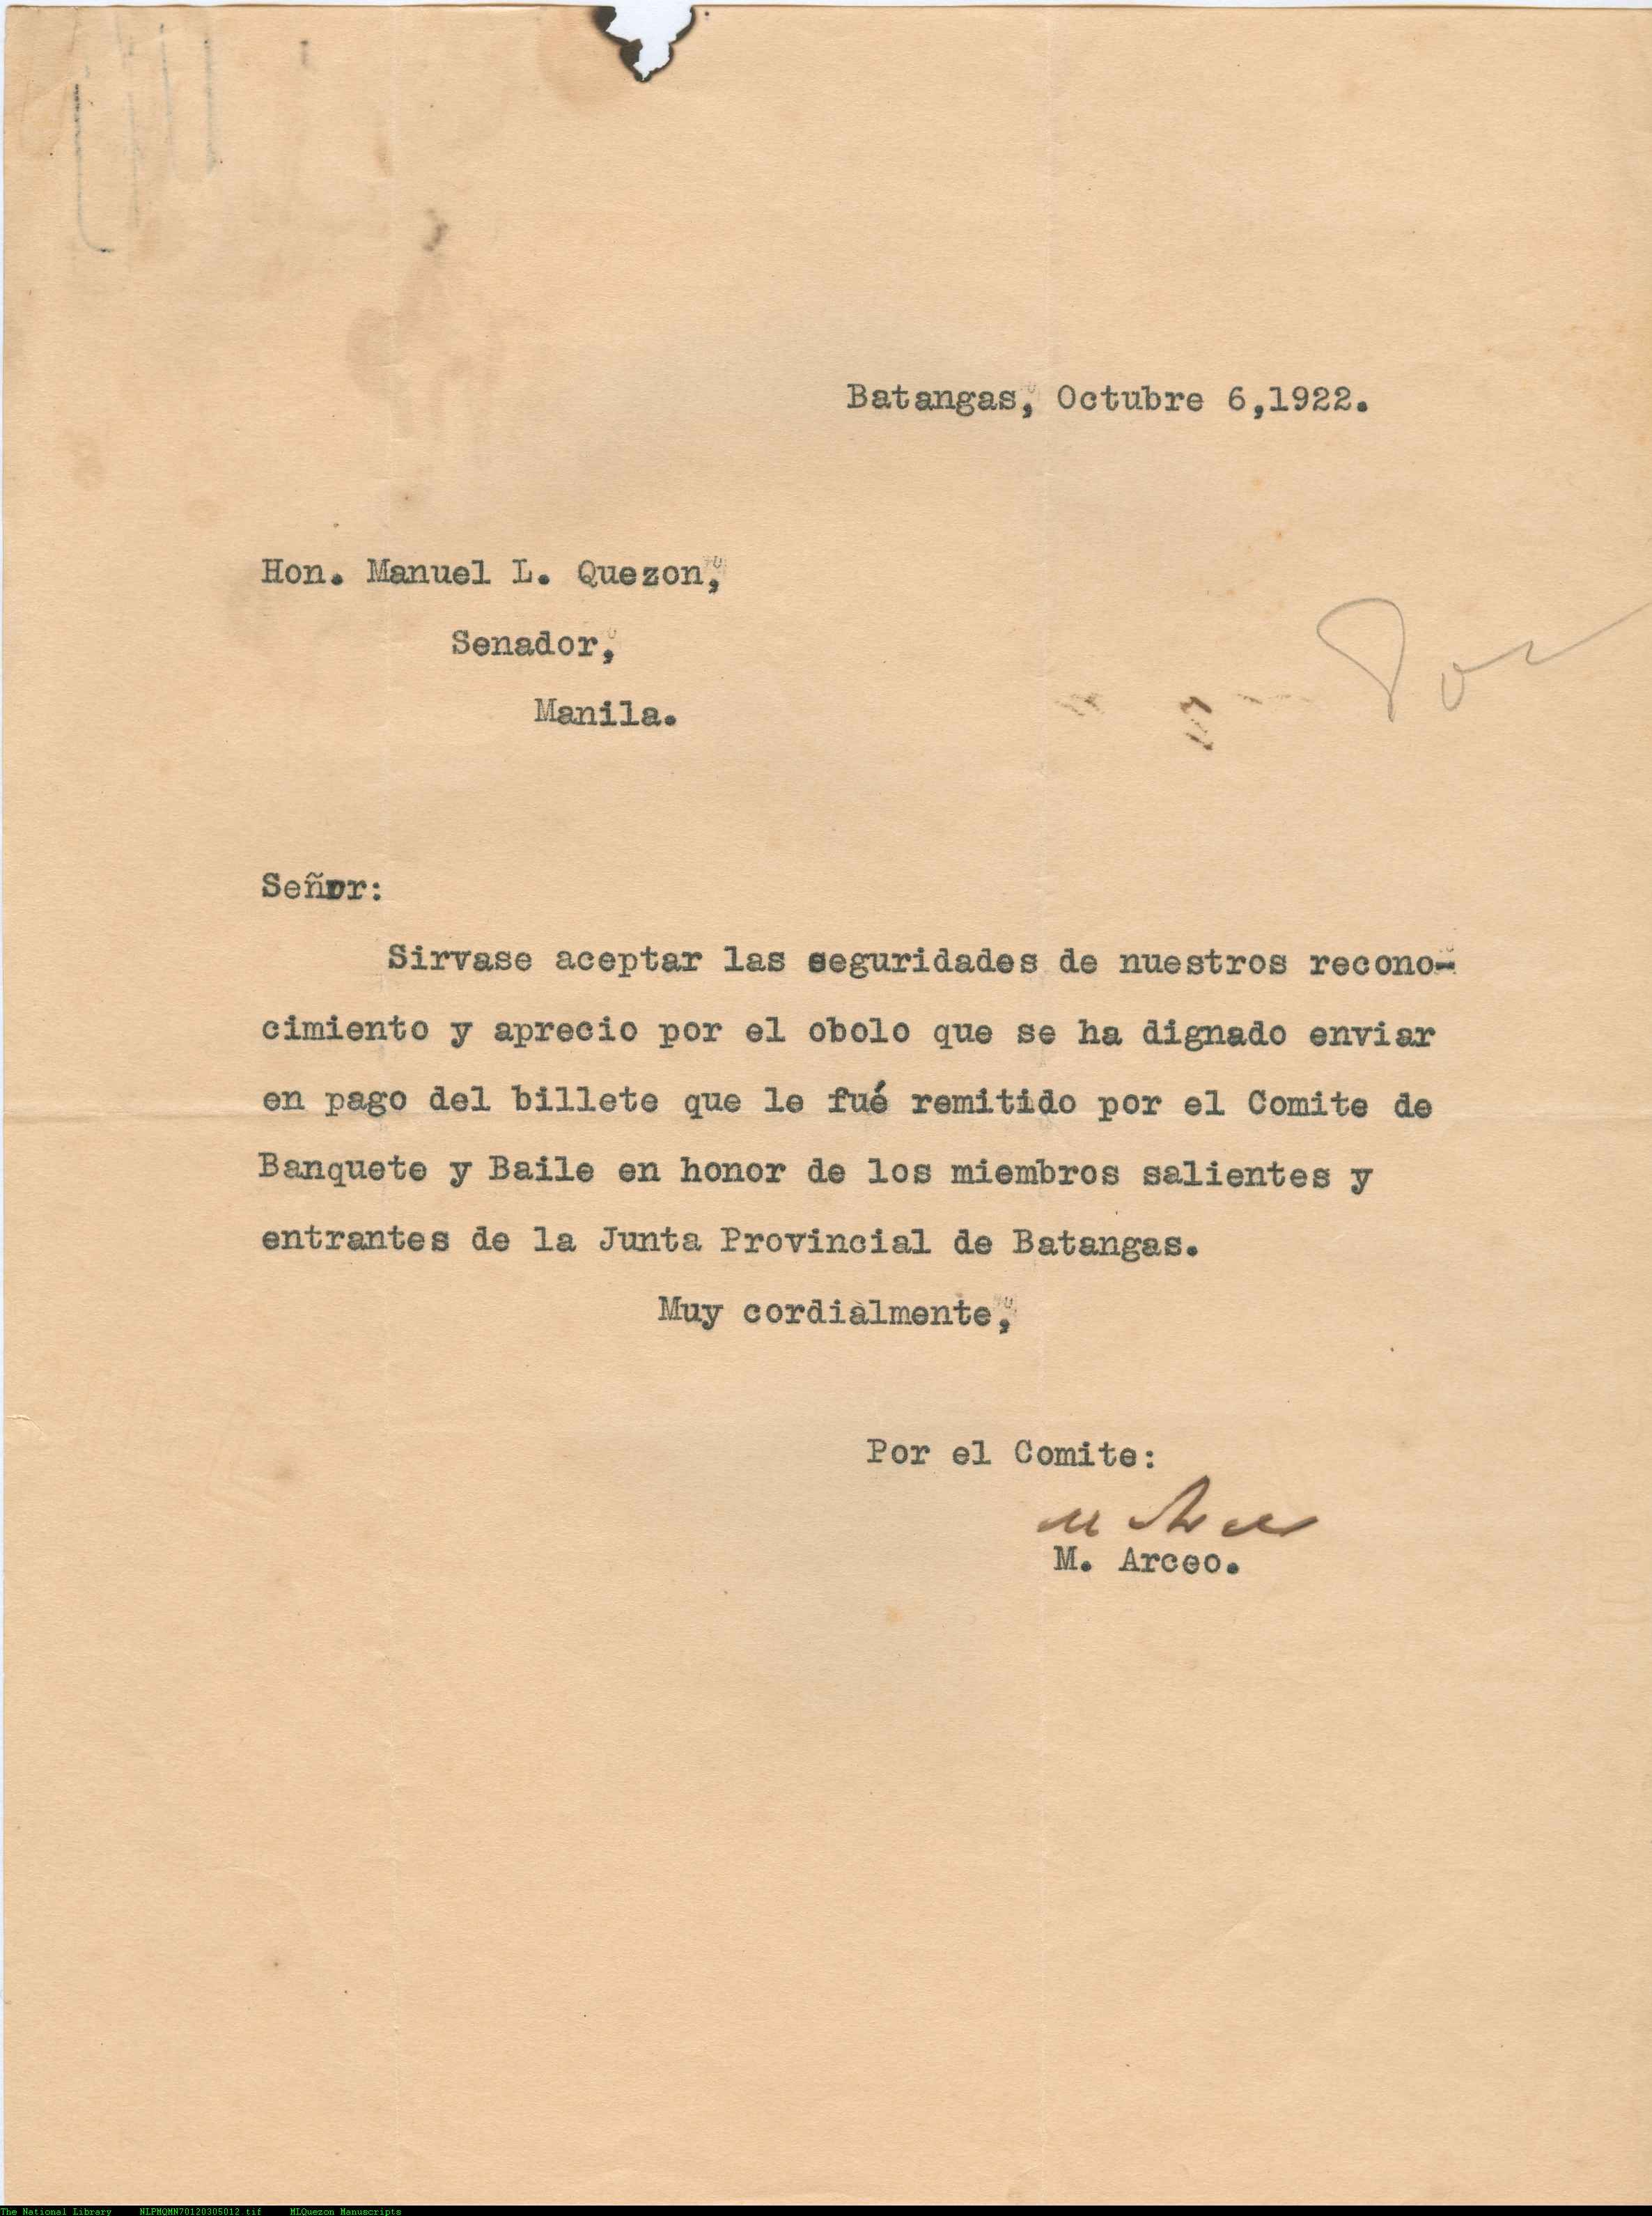 Batangas, Octubre 6,1922.
Hon. Manuel L. Quezon,
Senador,
Manila.
Señor:
Sirvase aceptar las seguridades de nuestros recono-
cimiento y aprecio por el obolo que se ha dignado enviar
en pago del billete que le fué remitido por el Comite de
Banquete y Baile en honor de los miembros salientes y
entrantes de la Junta Provincial de Batangas.
Muy cordialmente,
Por el Comite:
M. Arceo.
The National Library NLPMQMN70120305012.tif MLQuezon Manuscripts